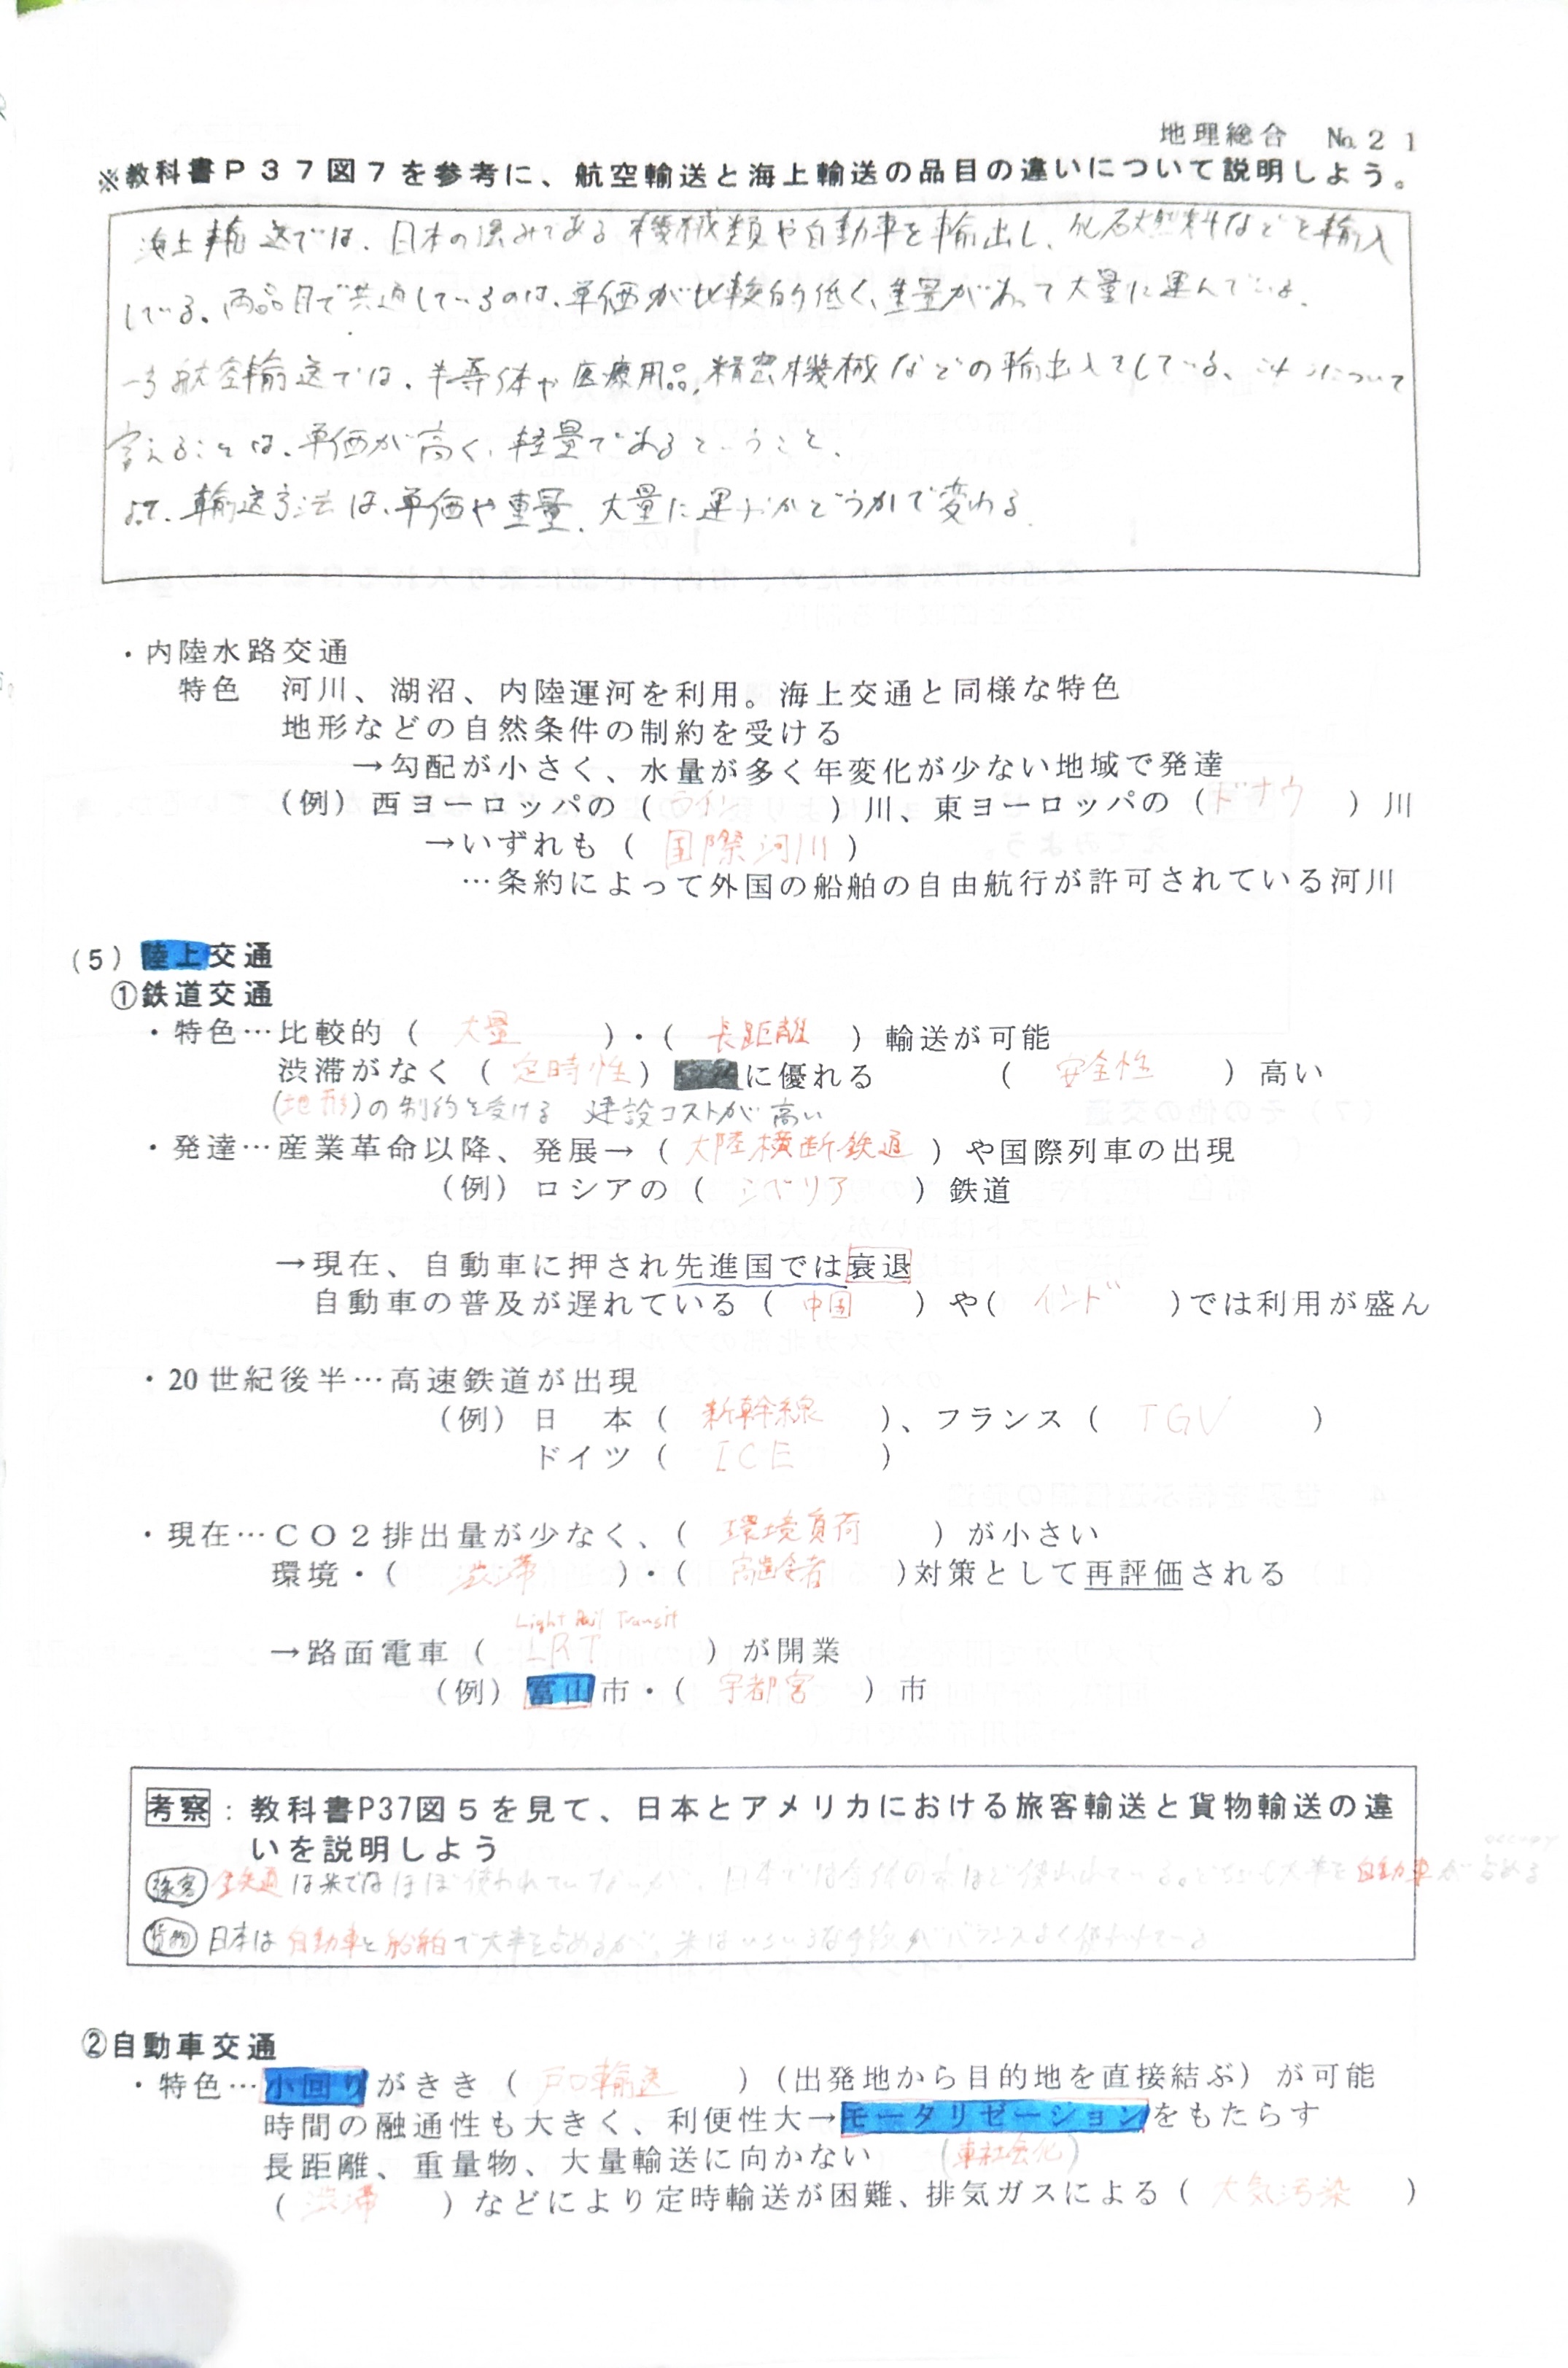 地理総合　No.２１
※教科書Ｐ３７図７を参考に、航空輸送と海上輸送の品目の違いについて説明しよう。
海上輸送では、日本の強みである機械類や自動車を輸出し、化石燃料などを輸入
している。両品目で共通しているのは、単価が比較的低く、重量があって大量に運んでいる。
一方航空輸送では、半導体や医療用品、精密機械などの輸出入をしている、について
言えることは、単価が高く、軽量であるということ、
よって、輸送方法は、単価や重量、大量に運ぶかどうかで変わる。
・内陸水路交通
特色　河川、湖沼、内陸運河を利用。海上交通と同様な特色
地形などの自然条件の制約を受ける
→勾配が小さく、水量が多く年変化が少ない地域で発達
（例）西ヨーロッパの（ライン）川、東ヨーロッパの（ドナウ）川
→いずれも（国際河川）
…条約によって外国の船舶の自由航行が許可されている河川
（５）陸上交通
①鉄道交通
・特色…比較的（大量）・（長距離）輸送が可能
渋滞がなく（定時性）に優れる　（安全性）高い
(地形)の制約を受ける　建設コストが高い
・発達…産業革命以降、発展→（大陸横断鉄道）や国際列車の出現
（例）ロシアの（シベリア）鉄道
→現在、自動車に押され先進国では衰退
自動車の普及が遅れている（中国）や（インド）では利用が盛ん
・20世紀後半…高速鉄道が出現
（例）日　本（新幹線）、フランス（TGV）
ドイツ（ICE）
・現在…ＣＯ２排出量が少なく、（環境負荷）が小さい
環境・（渋滞）・（高齢者）対策として再評価される
Light Rail Transit
→路面電車（LRT）が開業
（例）富山市・（宇都宮）市
考察：教科書P37図５を見て、日本とアメリカにおける旅客輸送と貨物輸送の違
いを説明しよう
旅客 鉄道は米ではほぼ使われていないが、日本では全体の ほど使われている。どちらも大半を自動車が占める
貨物 日本は自動車と船舶で大半を占めるが、米はいろいろな手段がバランスよく使われている
②自動車交通
・特色…小回りがきき（戸口輸送）（出発地から目的地を直接結ぶ）が可能
時間の融通性も大きく、利便性大→モータリゼーションをもたらす
長距離、重量物、大量輸送に向かない　（車社会化）
（渋滞）などにより定時輸送が困難、排気ガスによる（大気汚染）